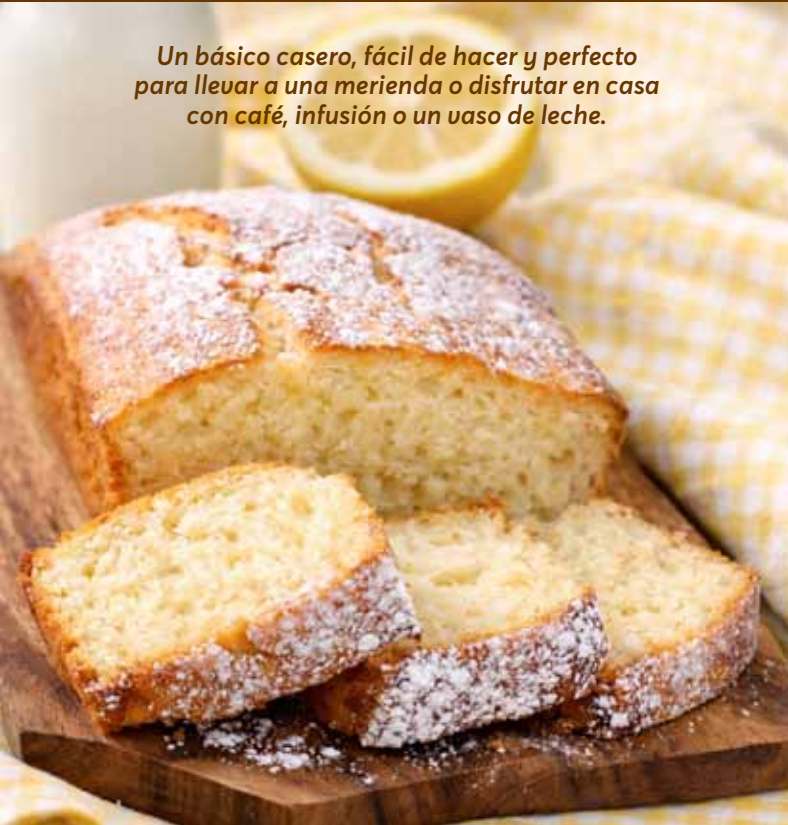 Un básico casero, fácil de hacer y perfecto
para llevar a una merienda o disfrutar en casa
con café, infusión o un vaso de leche.